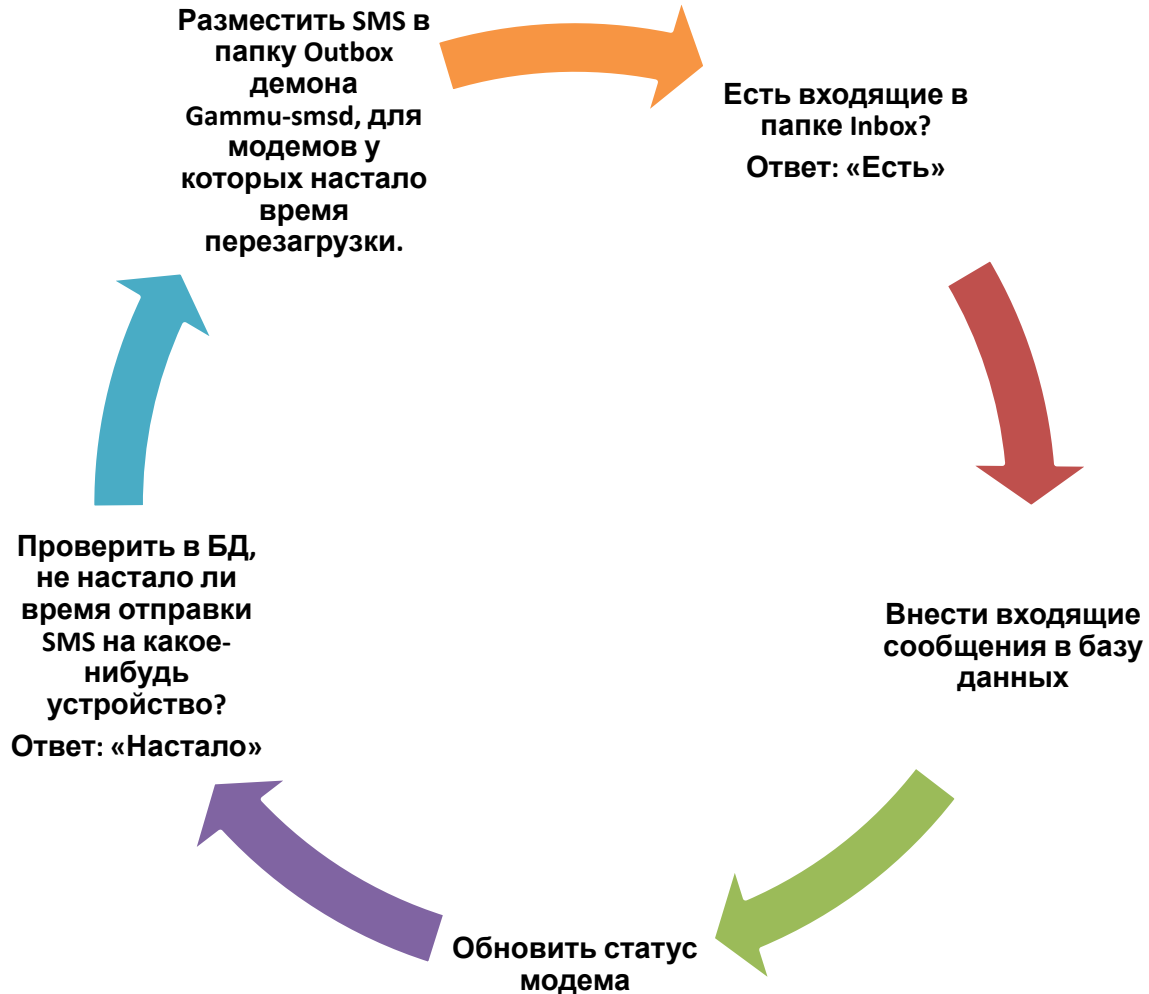 Разместить SMS в
папку Outbox
демона
Gammu-smsd, для
модемов у
которых настало
время
перезагрузки.
Есть входящие в
папке Inbox?
Ответ: «Есть»
Внести входящие
сообщения в базу
данных
Обновить статус
модема
Проверить в БД,
не настало ли
время отправки
SMS на какое-
нибудь
устройство?
Ответ: «Настало»